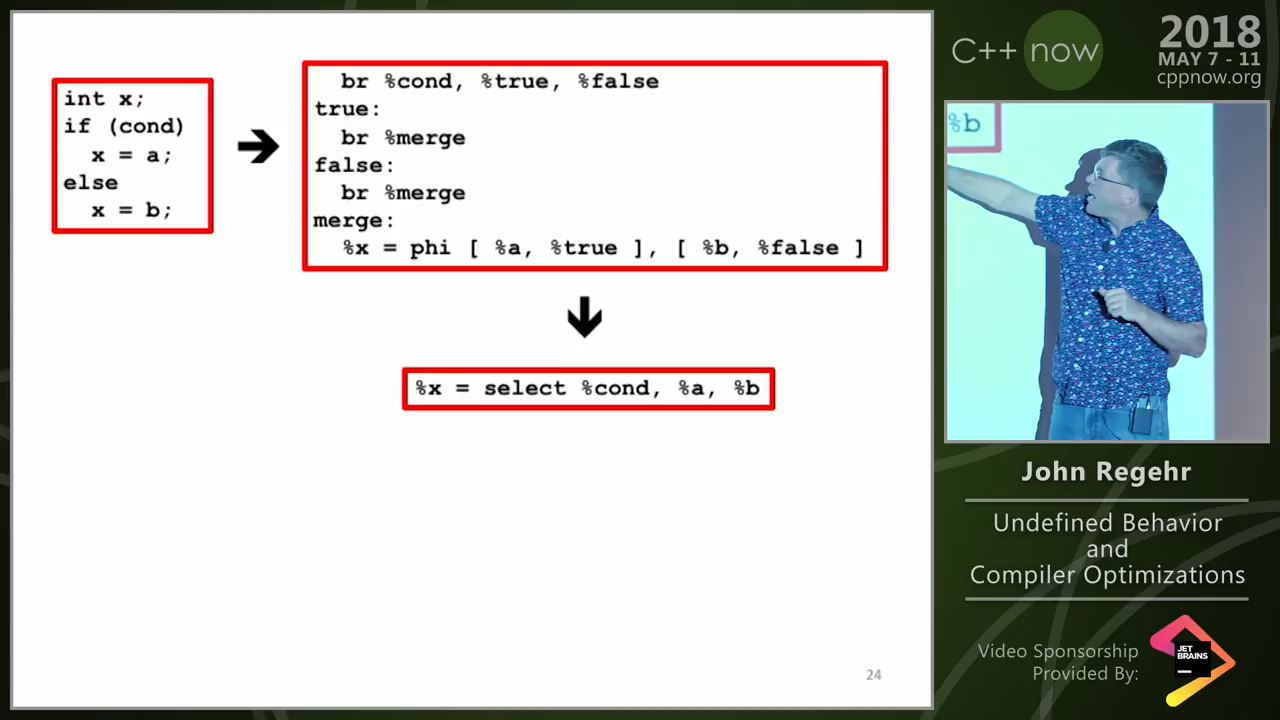 int x;
if (cond)
  x = a;
else
  x = b;
  br %cond, %true, %false
true:
  br %merge
false:
  br %merge
merge:
  %x = phi [ %a, %true ], [ %b, %false ]
%x = select %cond, %a, %b
24
C++ now
2018
MAY 7 - 11
cppnow.org
%b
John Regehr
Undefined Behavior
and
Compiler Optimizations
Video Sponsorship
Provided By:
JET
BRAINS